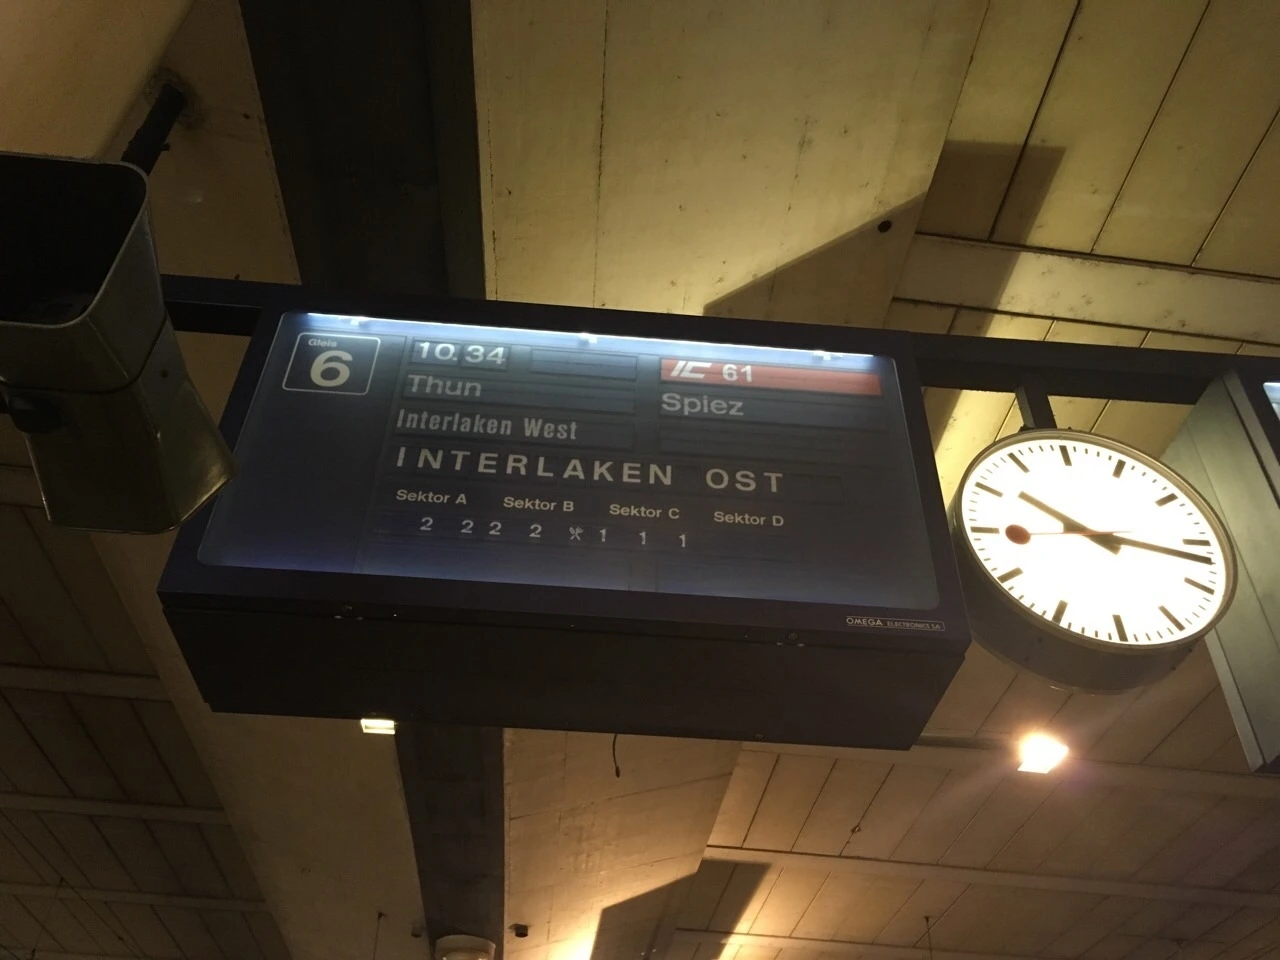 Gleis
6
10.34
IC 61
Thun
Spiez
Interlaken West
INTERLAKEN OST
Sektor A Sektor B Sektor C Sektor D
2 2 2 2 1 1 1
OMEGA ELECTRONICS SA